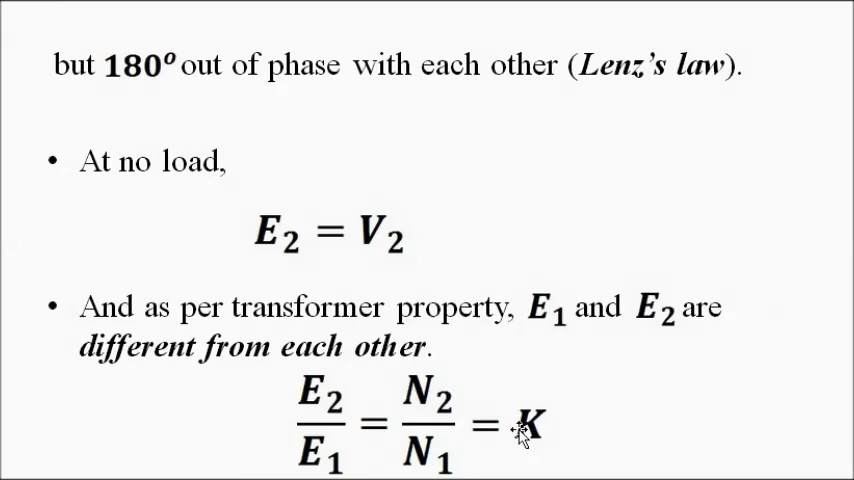 but 180° out of phase with each other (Lenz's law).
• At no load,
E₂ = V₂
• And as per transformer property, E₁ and E₂ are
different from each other.
E₂/E₁ = N₂/N₁ = K